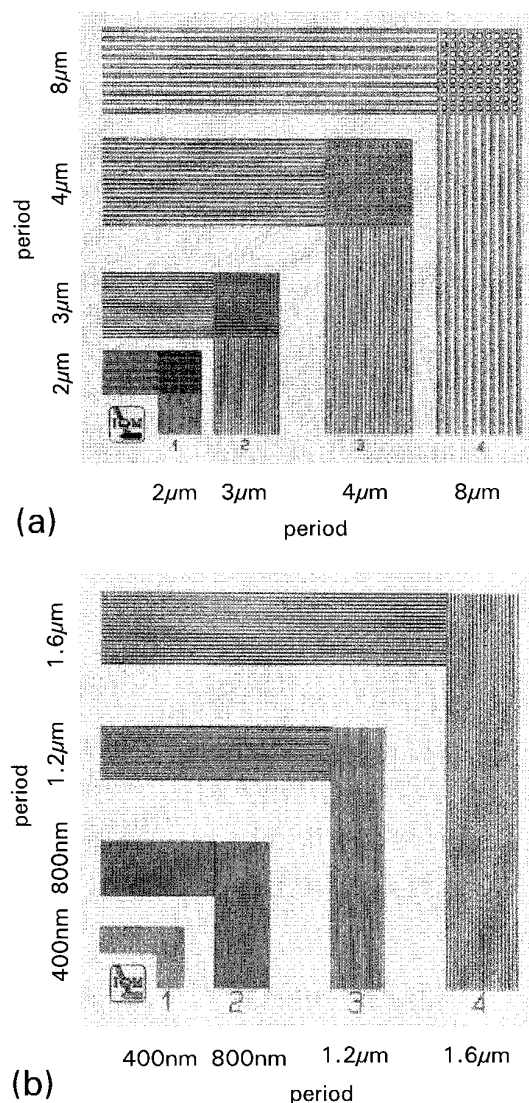 8µm
4µm
period
3µm
2µm
1 2 3 4
2µm 3µm 4µm 8µm
(a)
period
1.6µm
1.2µm
period
800nm
400nm
1 2 3 4
400nm 800nm 1.2µm 1.6µm
(b)
period